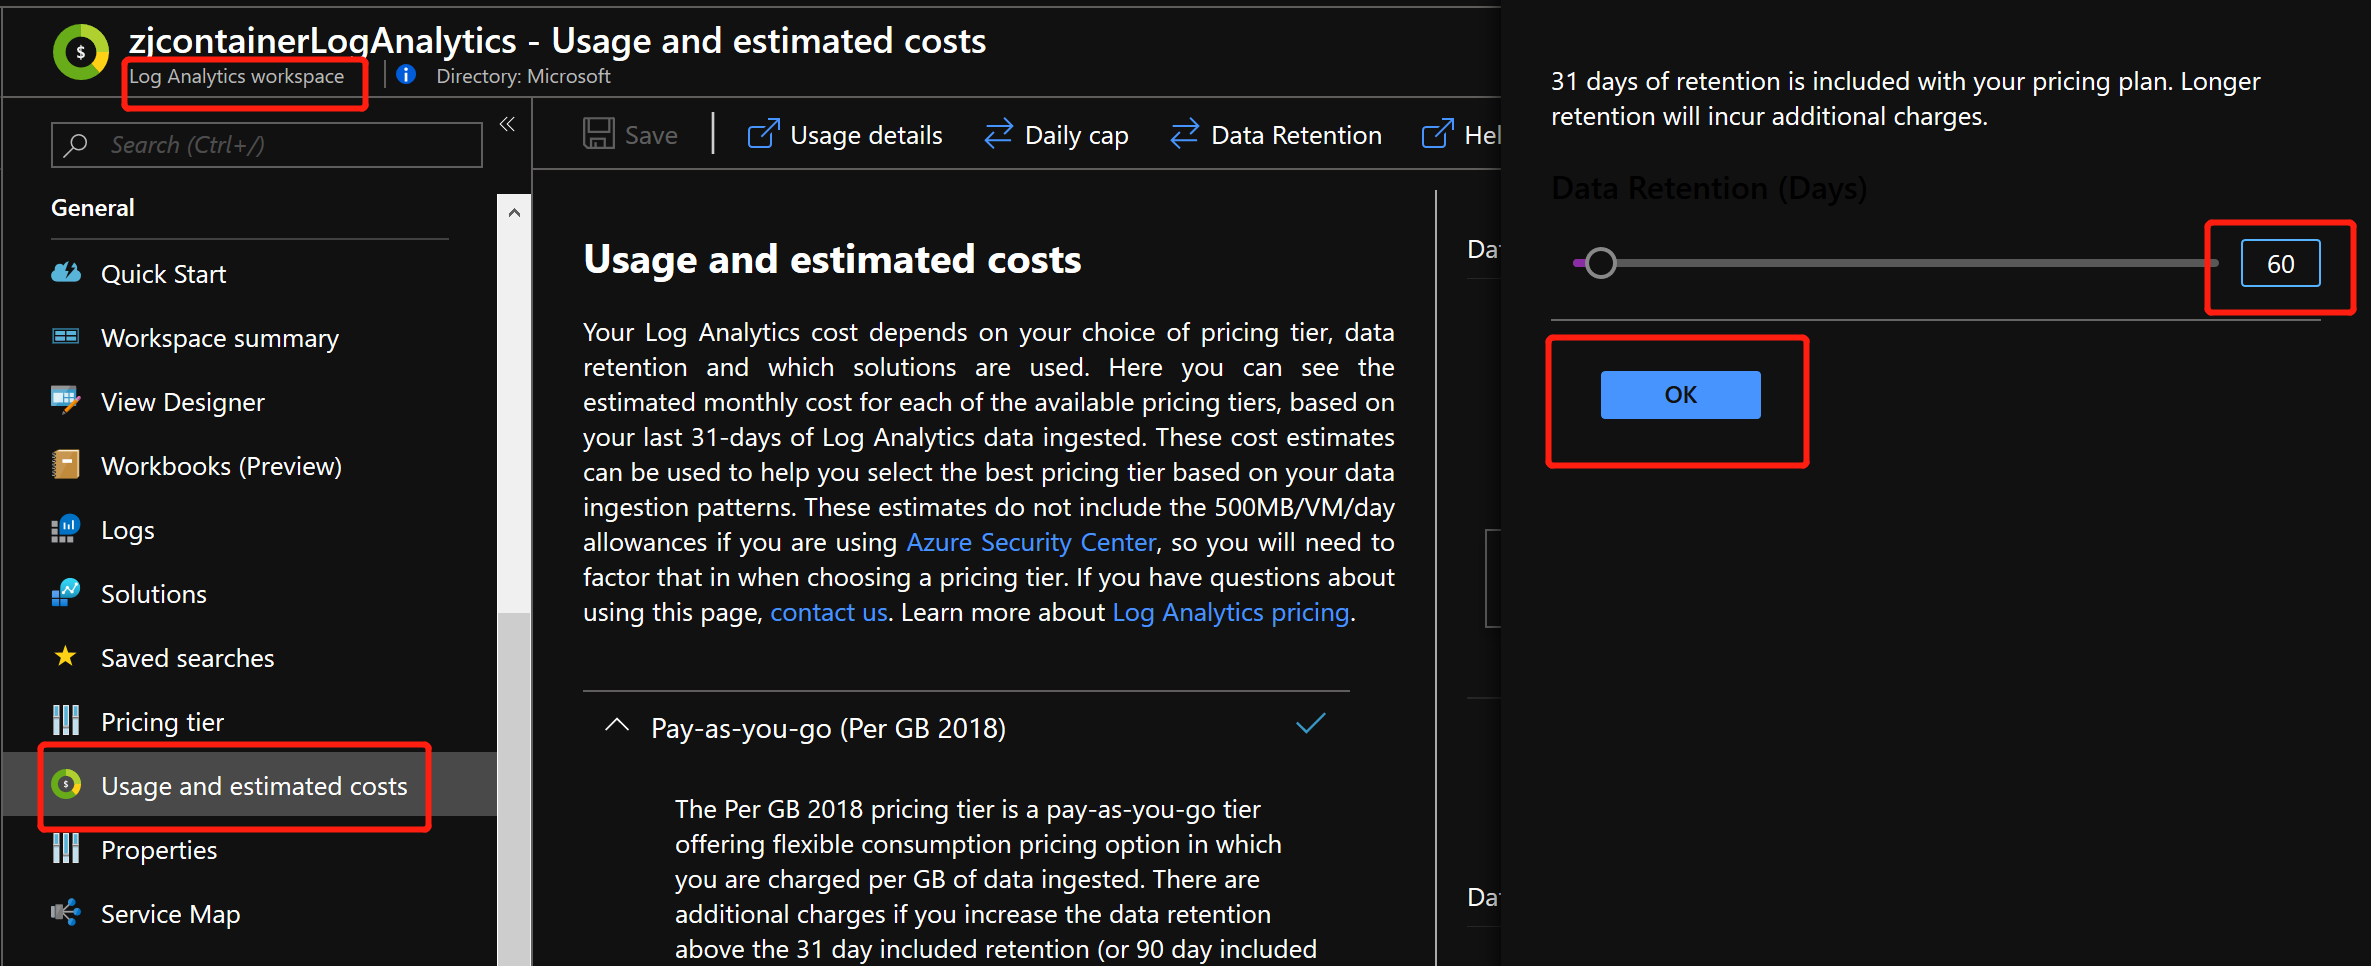 zjcontainerLogAnalytics - Usage and estimated costs
Log Analytics workspace
Directory: Microsoft
Search (Ctrl+/)
General
Quick Start
Workspace summary
View Designer
Workbooks (Preview)
Logs
Solutions
Saved searches
Pricing tier
Usage and estimated costs
Properties
Service Map
Save
Usage details
Daily cap
Data Retention
Hel
Usage and estimated costs
Your Log Analytics cost depends on your choice of pricing tier, data
retention and which solutions are used. Here you can see the
estimated monthly cost for each of the available pricing tiers, based on
your last 31-days of Log Analytics data ingested. These cost estimates
can be used to help you select the best pricing tier based on your data
ingestion patterns. These estimates do not include the 500MB/VM/day
allowances if you are using Azure Security Center, so you will need to
factor that in when choosing a pricing tier. If you have questions about
using this page, contact us. Learn more about Log Analytics pricing.
Pay-as-you-go (Per GB 2018)
The Per GB 2018 pricing tier is a pay-as-you-go tier
offering flexible consumption pricing option in which
you are charged per GB of data ingested. There are
additional charges if you increase the data retention
above the 31 day included retention (or 90 day included
Da
Da
31 days of retention is included with your pricing plan. Longer
retention will incur additional charges.
Data Retention (Days)
60
OK